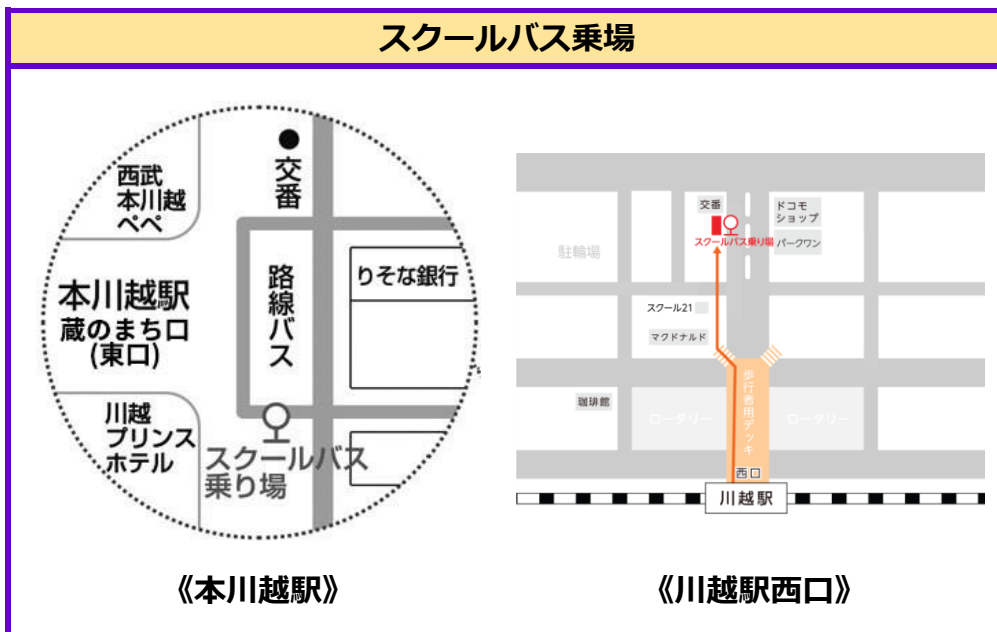 スクールバス乗場
交番
西武
本川越
ペペ
路線バス
りそな銀行
本川越駅
蔵のまち口
(東口)
川越
プリンス
ホテル
スクールバス
乗り場
《本川越駅》
交番
ドコモ
ショップ
スクールバス乗り場
パークワン
駐輪場
スクール21
マクドナルド
歩行者用デッキ
珈琲館
ロータリー
ロータリー
西口
川越駅
《川越駅西口》